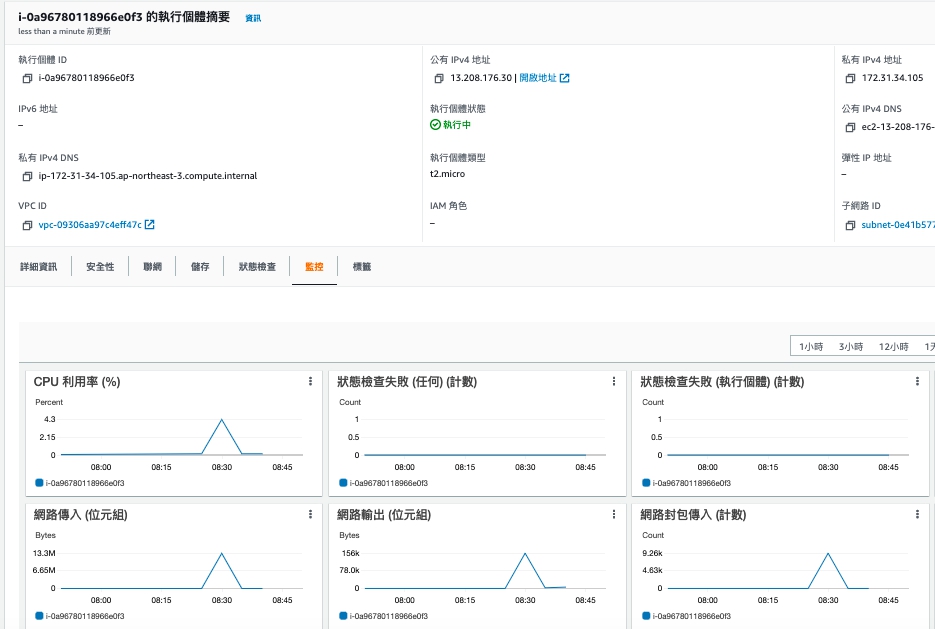 i-0a96780118966e0f3 的執行個體摘要 資訊
less than a minute 前更新
執行個體 ID
i-0a96780118966e0f3
公有 IPv4 地址
13.208.176.30 | 開啟地址
私有 IPv4 地址
172.31.34.105
IPv6 地址
–
執行個體狀態
執行中
公有 IPv4 DNS
ec2-13-208-176-
私有 IPv4 DNS
ip-172-31-34-105.ap-northeast-3.compute.internal
執行個體類型
t2.micro
彈性 IP 地址
–
VPC ID
vpc-09306aa97c4eff47c
IAM 角色
–
子網路 ID
subnet-0e41b577
詳細資訊 安全性 聯網 儲存 狀態檢查 監控 標籤
1小時 3小時 12小時 1天
CPU 利用率 (%)
Percent
4.3
2.15
0
08:00 08:15 08:30 08:45
i-0a96780118966e0f3
狀態檢查失敗 (任何) (計數)
Count
1
0.5
0
08:00 08:15 08:30 08:45
i-0a96780118966e0f3
狀態檢查失敗 (執行個體) (計數)
Count
1
0.5
0
08:00 08:15 08:30 08:45
i-0a96780118966e0f3
網路傳入 (位元組)
Bytes
13.3M
6.65M
0
08:00 08:15 08:30 08:45
i-0a96780118966e0f3
網路輸出 (位元組)
Bytes
156k
78.0k
0
08:00 08:15 08:30 08:45
i-0a96780118966e0f3
網路封包傳入 (計數)
Count
9.26k
4.63k
0
08:00 08:15 08:30 08:45
i-0a96780118966e0f3